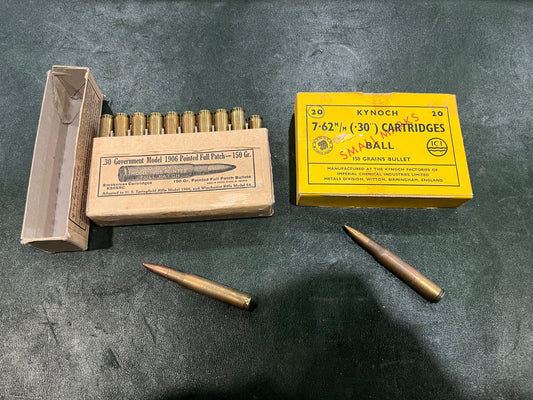 .30 Government Model 1906 Pointed Full Patch—150 Gr.
150 Gr. Pointed Full Patch Bullets
Smokeless Cartridges
Adapted to U. S. Springfield Rifle Model 1906, and Winchester Rifle Model 54
20 KYNOCH 20
7·62 M/M (·30") CARTRIDGES
BALL
SMALL ARMS
150 GRAINS BULLET
ICI
MANUFACTURED AT THE KYNOCH FACTORIES OF
IMPERIAL CHEMICAL INDUSTRIES LIMITED
METALS DIVISION, WITTON, BIRMINGHAM, ENGLAND